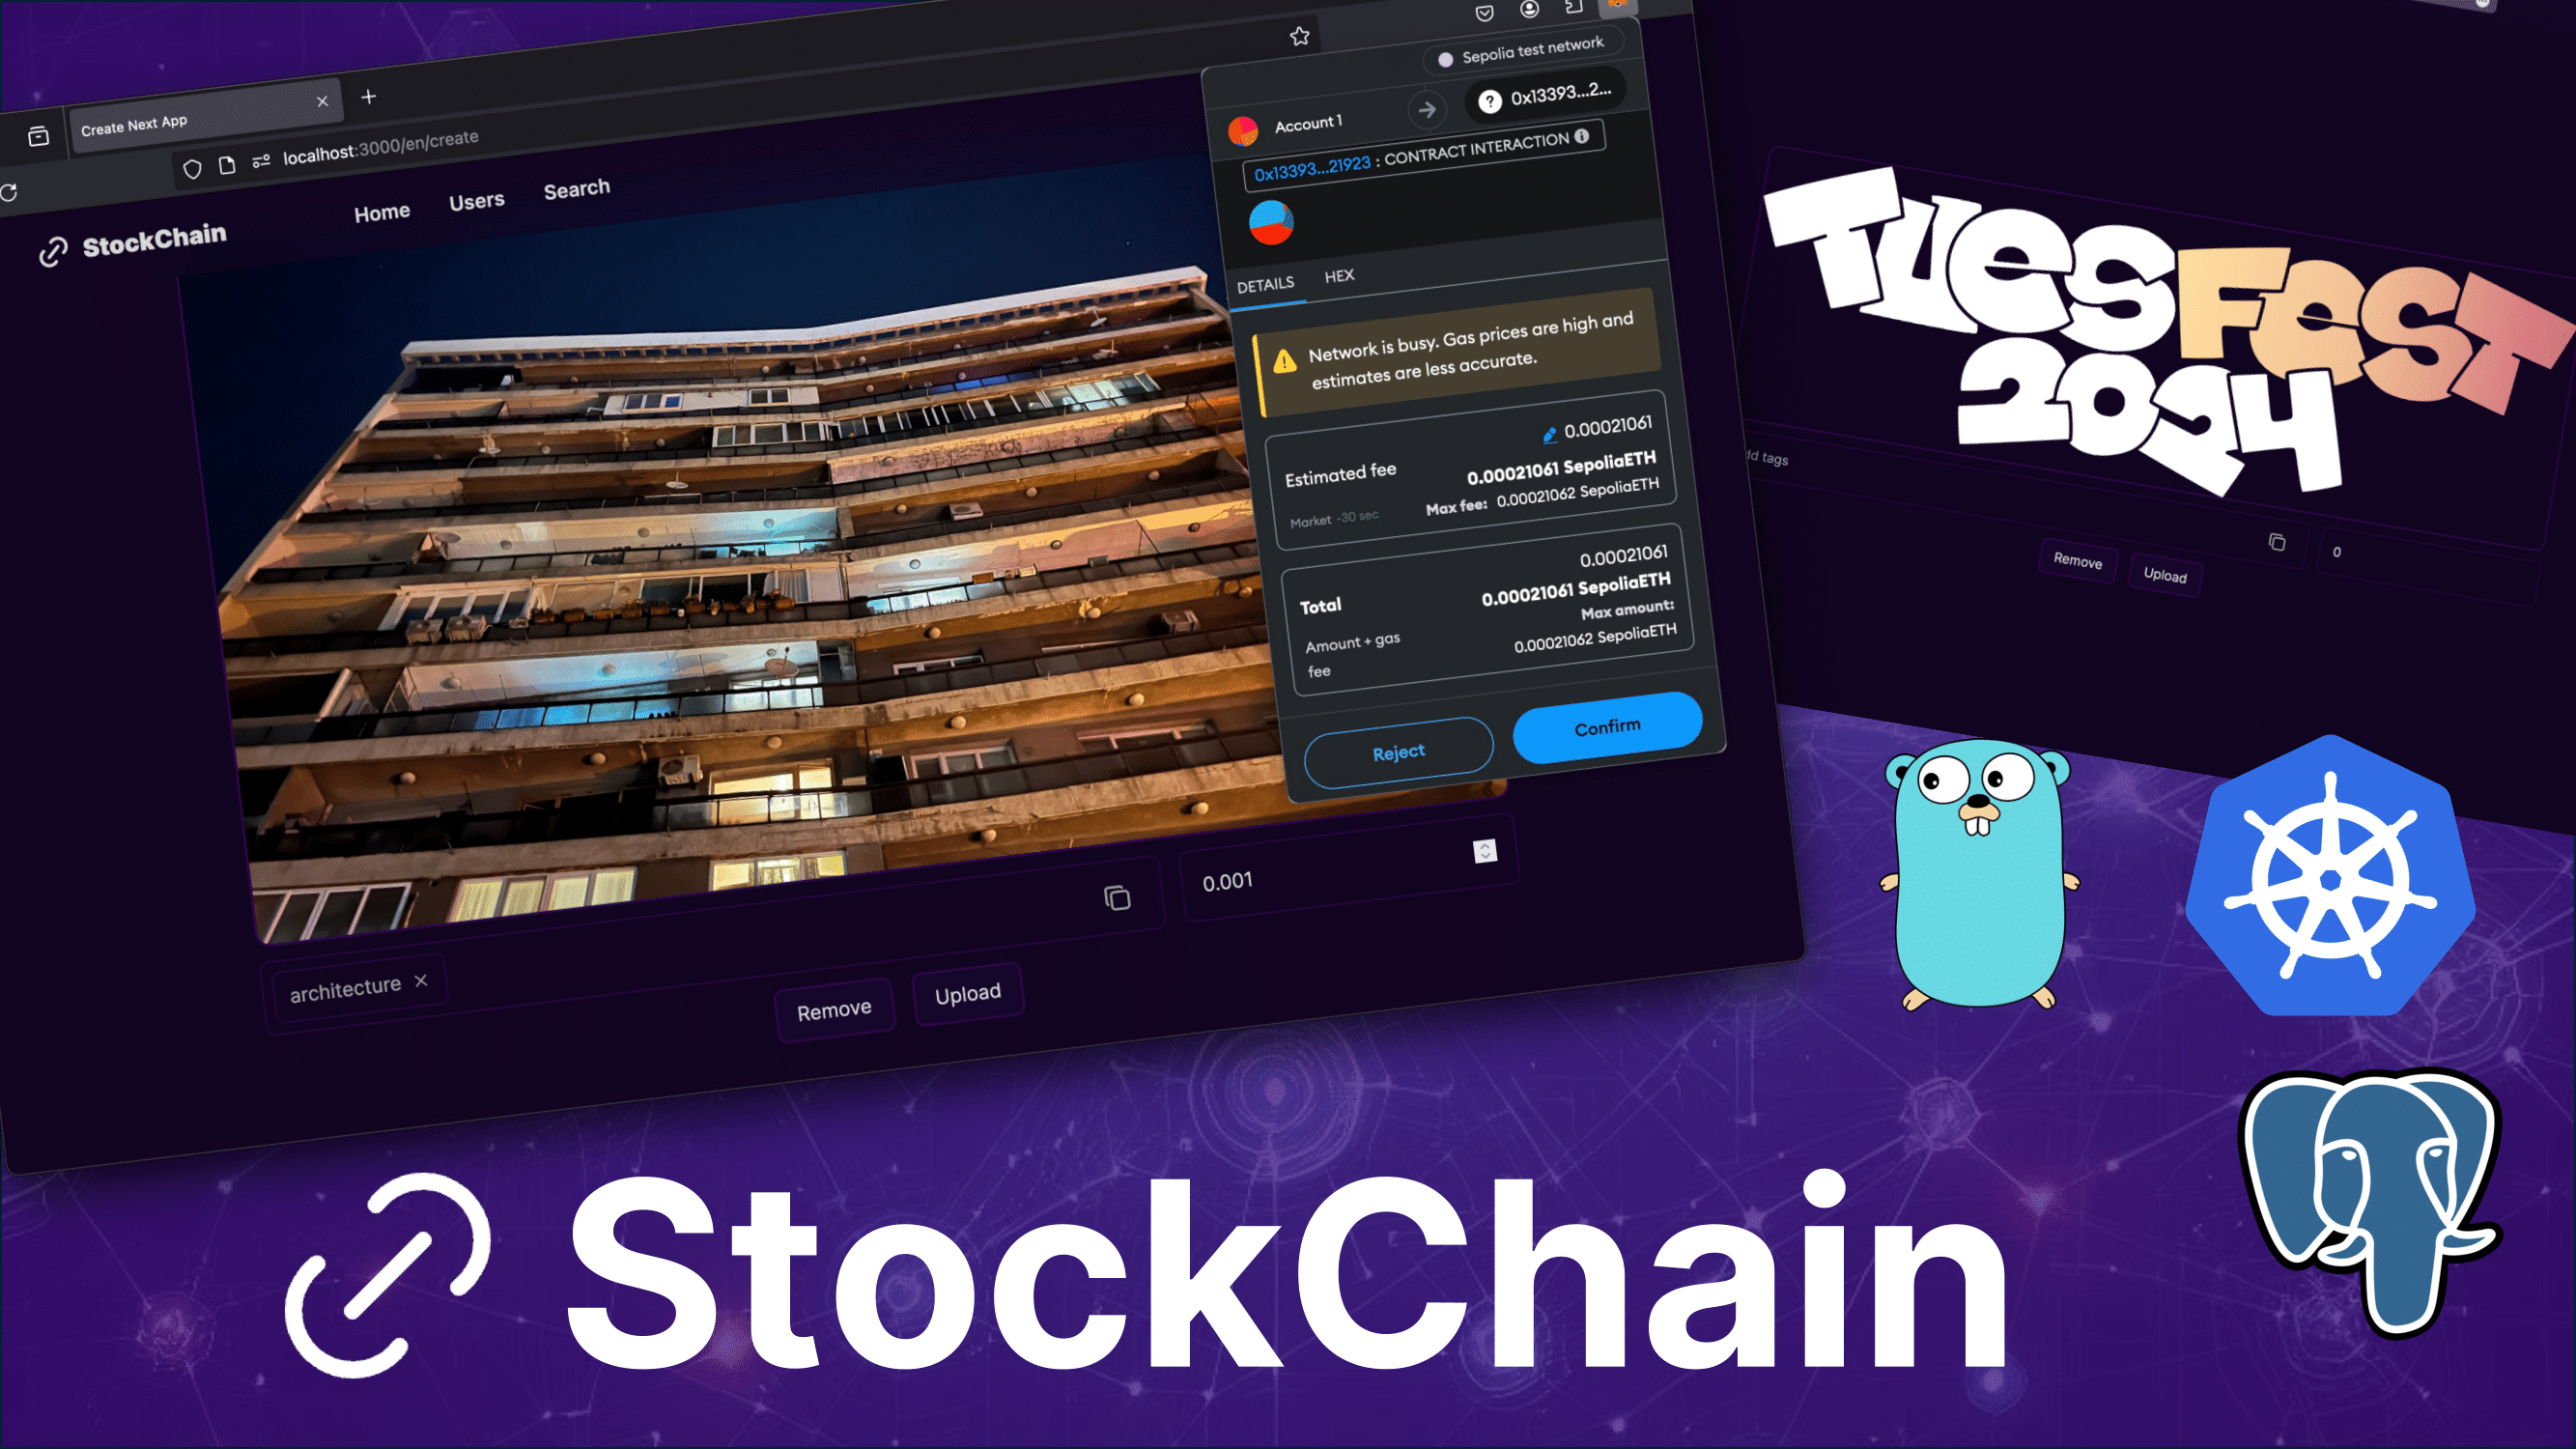 Create Next App
localhost:3000/en/create
StockChain
Home
Users
Search
Sepolia test network
Account 1
0x13393...2...
0x13393...21923 : CONTRACT INTERACTION
DETAILS
HEX
Network is busy. Gas prices are high and
estimates are less accurate.
0.00021061
Estimated fee
0.00021061 SepoliaETH
Market ~30 sec
Max fee: 0.00021062 SepoliaETH
0.00021061
Total
0.00021061 SepoliaETH
Max amount:
Amount + gas
fee
0.00021062 SepoliaETH
Reject
Confirm
0.001
architecture
Remove
Upload
TUES FEST
2024
tags
0
Remove
Upload
StockChain